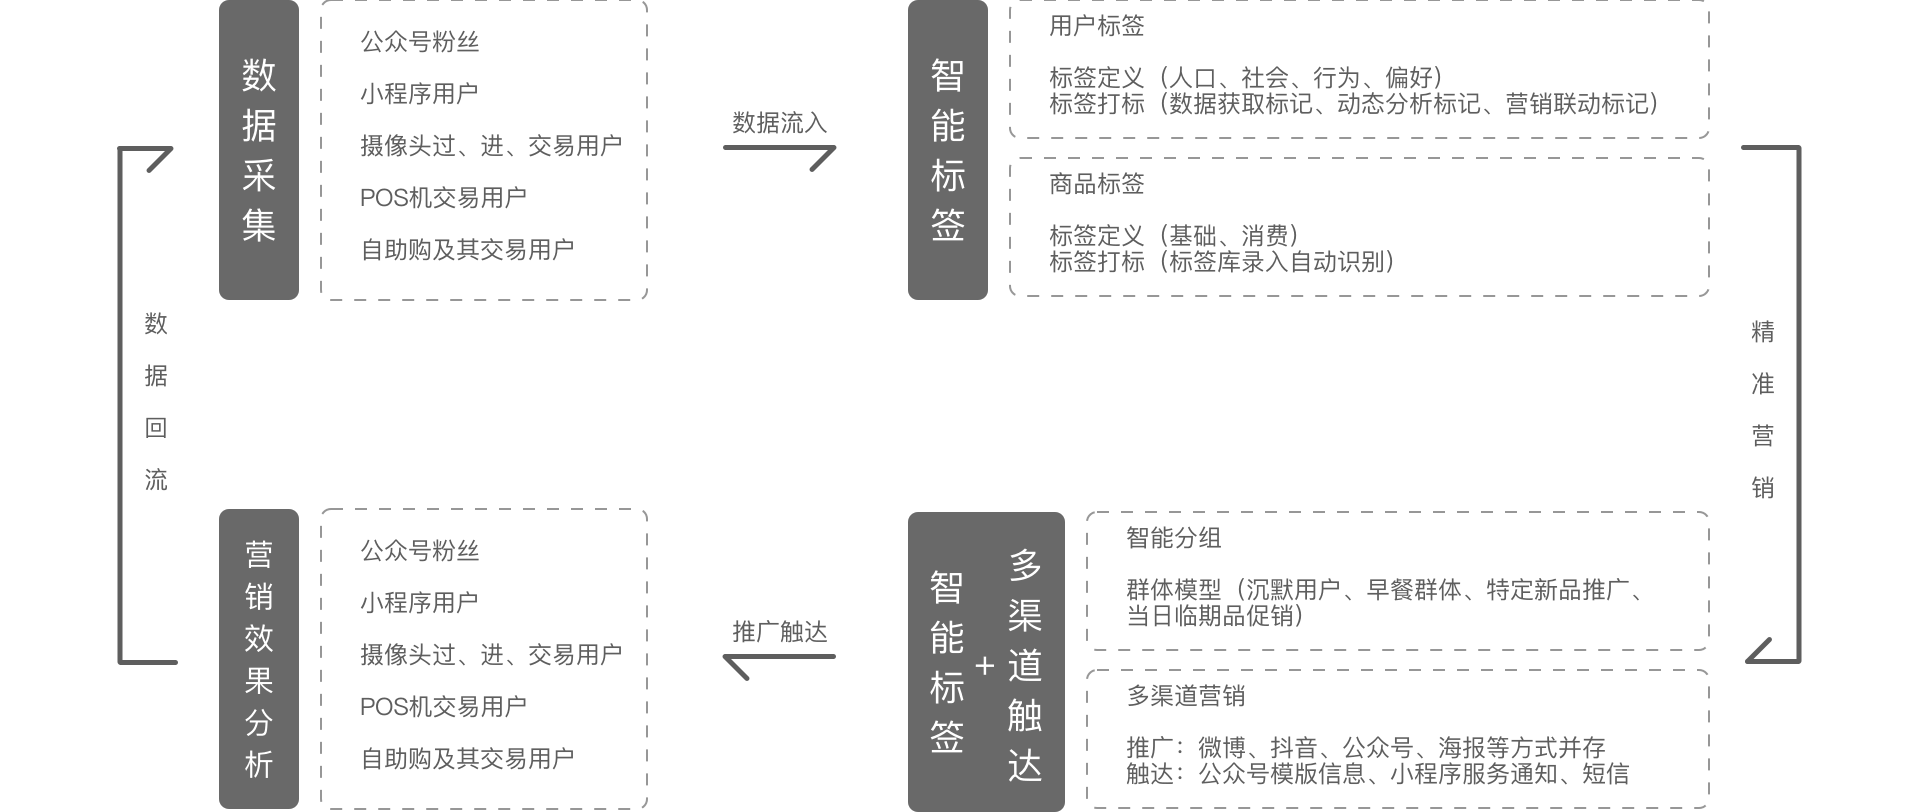 数据采集
公众号粉丝
小程序用户
摄像头过、进、交易用户
POS机交易用户
自助购及其交易用户
数据流入
智能标签
用户标签
标签定义（人口、社会、行为、偏好）
标签打标（数据获取标记、动态分析标记、营销联动标记）
商品标签
标签定义（基础、消费）
标签打标（标签库录入自动识别）
数据回流
精准营销
营销效果分析
公众号粉丝
小程序用户
摄像头过、进、交易用户
POS机交易用户
自助购及其交易用户
推广触达
智能标签
+
多渠道触达
智能分组
群体模型（沉默用户、早餐群体、特定新品推广、
当日临期品促销）
多渠道营销
推广：微博、抖音、公众号、海报等方式并存
触达：公众号模版信息、小程序服务通知、短信